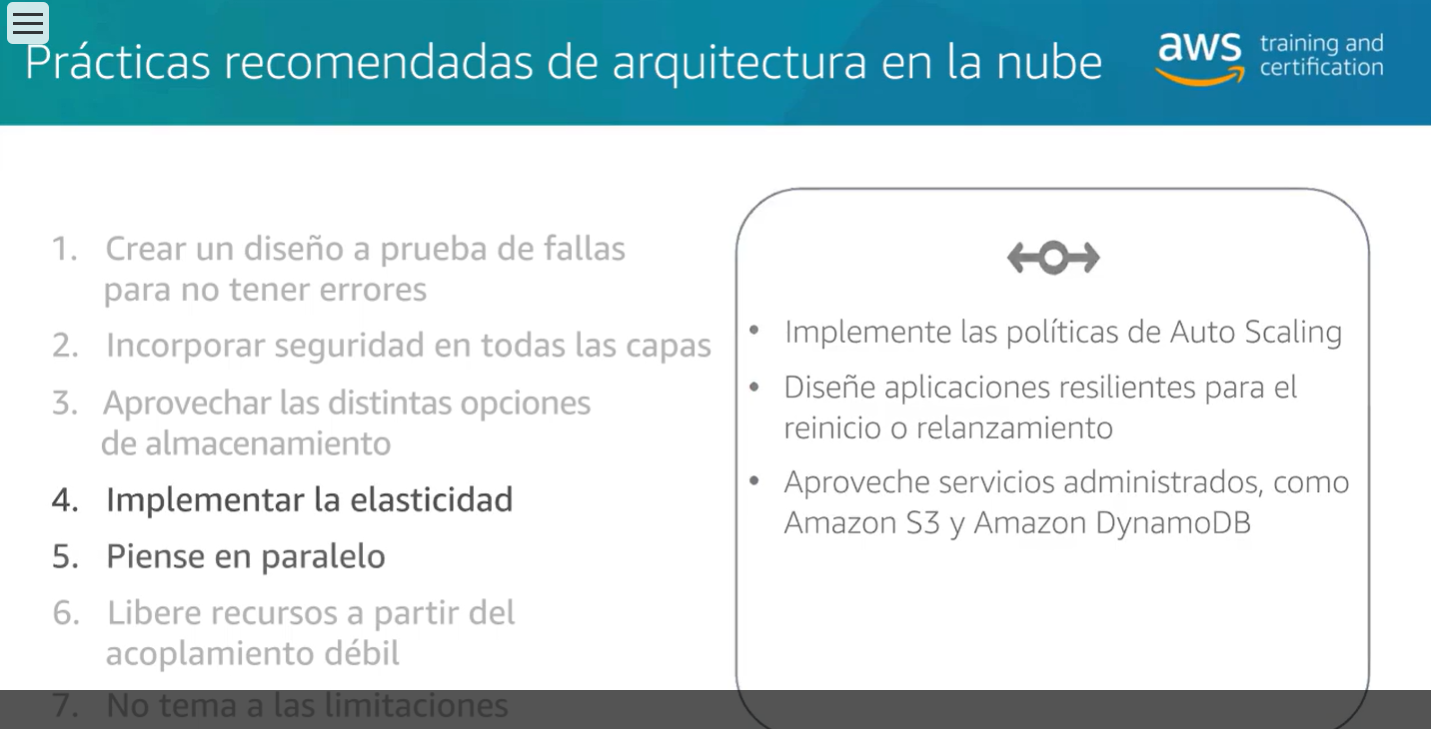 Prácticas recomendadas de arquitectura en la nube
aws training and
certification
1. Crear un diseño a prueba de fallas
para no tener errores
2. Incorporar seguridad en todas las capas
3. Aprovechar las distintas opciones
de almacenamiento
4. Implementar la elasticidad
5. Piense en paralelo
6. Libere recursos a partir del
acoplamiento débil
7. No tema a las limitaciones
• Implemente las políticas de Auto Scaling
• Diseñe aplicaciones resilientes para el
reinicio o relanzamiento
• Aproveche servicios administrados, como
Amazon S3 y Amazon DynamoDB